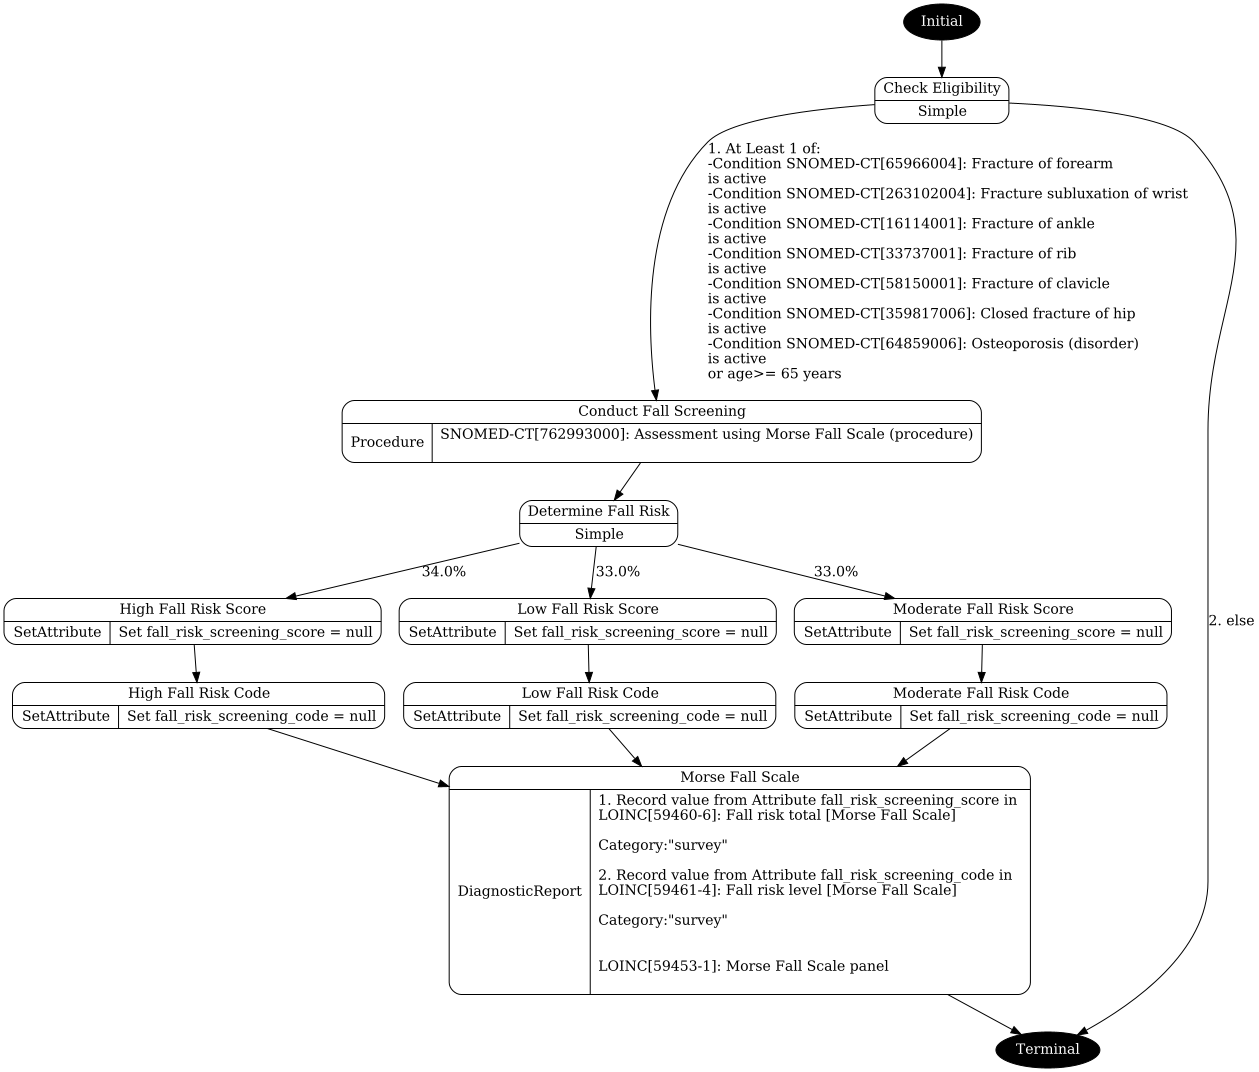 Initial
Check Eligibility
Simple
1. At Least 1 of:
-Condition SNOMED-CT[65966004]: Fracture of forearm
is active
-Condition SNOMED-CT[263102004]: Fracture subluxation of wrist
is active
-Condition SNOMED-CT[16114001]: Fracture of ankle
is active
-Condition SNOMED-CT[33737001]: Fracture of rib
is active
-Condition SNOMED-CT[58150001]: Fracture of clavicle
is active
-Condition SNOMED-CT[359817006]: Closed fracture of hip
is active
-Condition SNOMED-CT[64859006]: Osteoporosis (disorder)
is active
or age>= 65 years
Conduct Fall Screening
Procedure
SNOMED-CT[762993000]: Assessment using Morse Fall Scale (procedure)
Determine Fall Risk
Simple
34.0%
33.0%
33.0%
High Fall Risk Score
SetAttribute
Set fall_risk_screening_score = null
Low Fall Risk Score
SetAttribute
Set fall_risk_screening_score = null
Moderate Fall Risk Score
SetAttribute
Set fall_risk_screening_score = null
2. else
High Fall Risk Code
SetAttribute
Set fall_risk_screening_code = null
Low Fall Risk Code
SetAttribute
Set fall_risk_screening_code = null
Moderate Fall Risk Code
SetAttribute
Set fall_risk_screening_code = null
Morse Fall Scale
DiagnosticReport
1. Record value from Attribute fall_risk_screening_score in
LOINC[59460-6]: Fall risk total [Morse Fall Scale]
Category:"survey"
2. Record value from Attribute fall_risk_screening_code in
LOINC[59461-4]: Fall risk level [Morse Fall Scale]
Category:"survey"
LOINC[59453-1]: Morse Fall Scale panel
Terminal